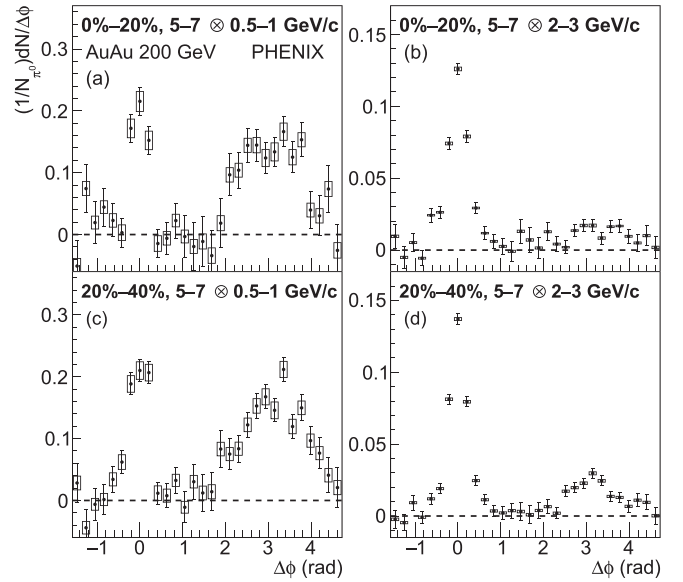 0%–20%, 5–7 ⊗ 0.5–1 GeV/c
AuAu 200 GeV PHENIX
(a)
(1/N_π⁰)dN/Δϕ
0.3
0.2
0.1
0
0%–20%, 5–7 ⊗ 2–3 GeV/c
(b)
0.15
0.1
0.05
0
20%–40%, 5–7 ⊗ 0.5–1 GeV/c
(c)
0.3
0.2
0.1
0
−1 0 1 2 3 4
Δϕ (rad)
20%–40%, 5–7 ⊗ 2–3 GeV/c
(d)
0.15
0.1
0.05
0
−1 0 1 2 3 4
Δϕ (rad)